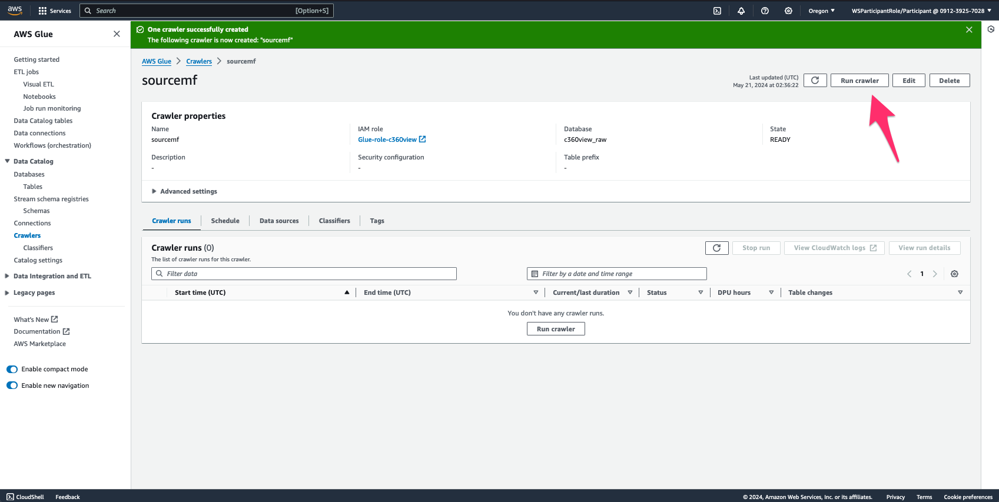 aws
Services
Search [Option+S]
Oregon
WSParticipantRole/Participant @ 0912-3925-7028
AWS Glue
Getting started
ETL jobs
Visual ETL
Notebooks
Job run monitoring
Data Catalog tables
Data connections
Workflows (orchestration)
Data Catalog
Databases
Tables
Stream schema registries
Schemas
Connections
Crawlers
Classifiers
Catalog settings
Data Integration and ETL
Legacy pages
What's New
Documentation
AWS Marketplace
Enable compact mode
Enable new navigation
One crawler successfully created
The following crawler is now created: "sourcemf"
AWS Glue > Crawlers > sourcemf
sourcemf
Last updated (UTC)
May 21, 2024 at 02:36:22
Run crawler
Edit
Delete
Crawler properties
Name
sourcemf
IAM role
Glue-role-c360view
Database
c360view_raw
State
READY
Description
-
Security configuration
-
Table prefix
-
Advanced settings
Crawler runs
Schedule
Data sources
Classifiers
Tags
Crawler runs (0)
The list of crawler runs for this crawler.
Stop run
View CloudWatch logs
View run details
Filter data
Filter by a date and time range
1
Start time (UTC)
End time (UTC)
Current/last duration
Status
DPU hours
Table changes
You don't have any crawler runs.
Run crawler
CloudShell
Feedback
© 2024, Amazon Web Services, Inc. or its affiliates.
Privacy
Terms
Cookie preferences